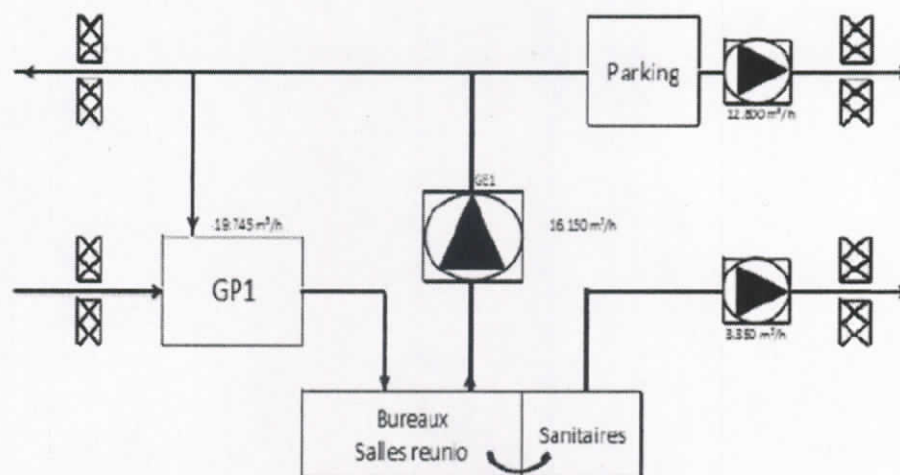 Parking
12.800 m³/h
GE1
19.745 m³/h
16.150 m³/h
GP1
3.350 m³/h
Bureaux
Salles reunio
Sanitaires